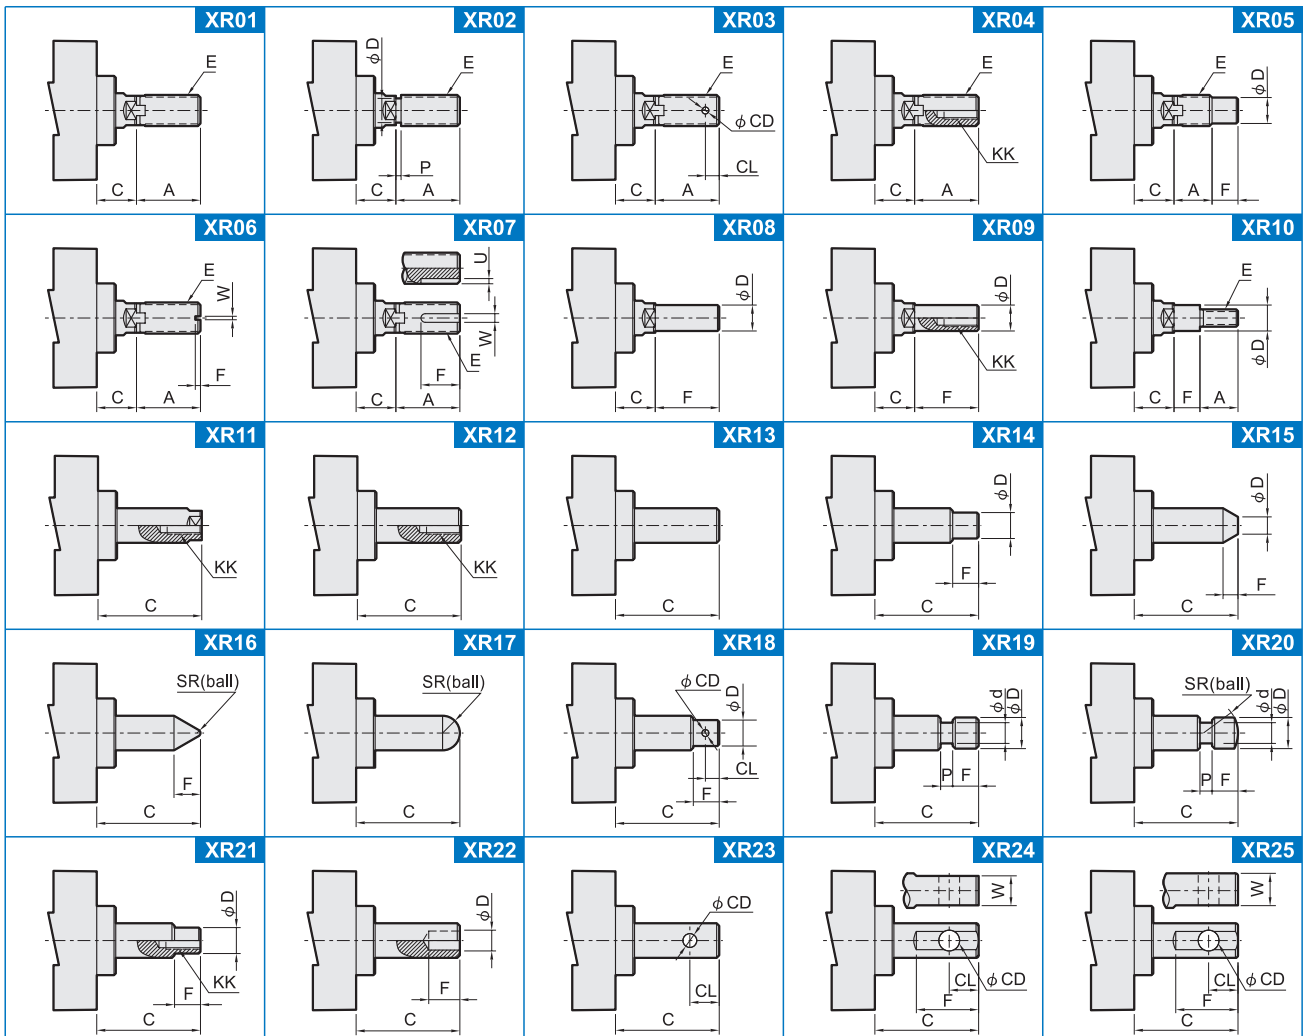 XR01
E
C
A
XR02
φD
E
P
C
A
XR03
E
φCD
CL
C
A
XR04
E
KK
C
A
XR05
E
φD
C
A
F
XR06
E
W
F
C
A
XR07
U
W
E
F
C
A
XR08
φD
C
F
XR09
φD
KK
C
F
XR10
E
φD
C
F
A
XR11
KK
C
XR12
KK
C
XR13
C
XR14
φD
F
C
XR15
φD
F
C
XR16
SR(ball)
F
C
XR17
SR(ball)
C
XR18
φCD
φD
CL
F
C
XR19
φd
φD
P
F
C
XR20
SR(ball)
φd
φD
P
F
C
XR21
φD
KK
F
C
XR22
φD
F
C
XR23
φCD
CL
C
XR24
W
CL
φCD
F
C
XR25
W
CL
φCD
F
C